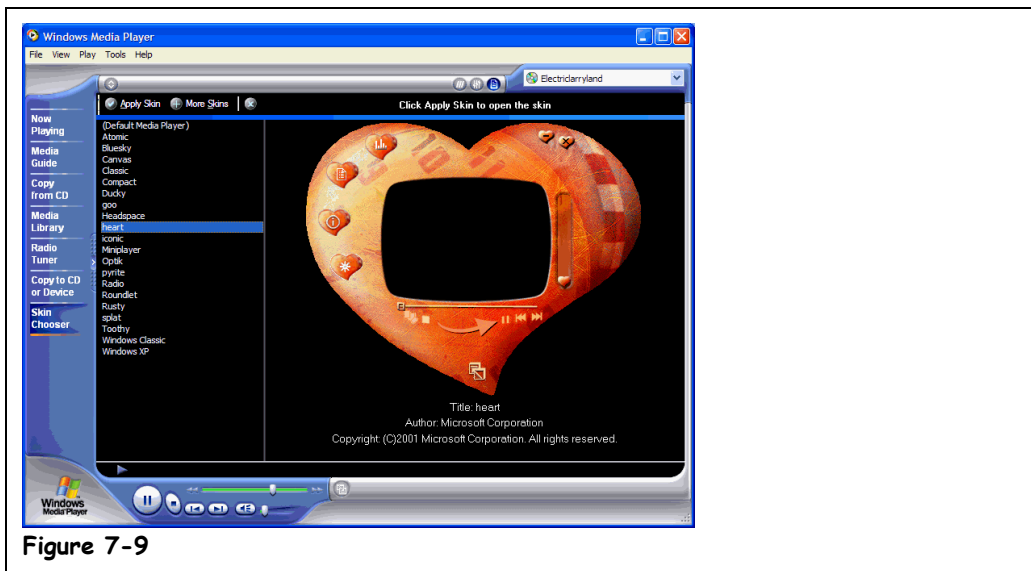 Windows Media Player
File View Play Tools Help
Electriclarryland
Apply Skin More Skins
Click Apply Skin to open the skin
Now
Playing
Media
Guide
Copy
from CD
Media
Library
Radio
Tuner
Copy to CD
or Device
Skin
Chooser
(Default Media Player)
Atomic
Bluesky
Canvas
Classic
Compact
Ducky
goo
Headspace
heart
iconic
Miniplayer
Optik
pyrite
Radio
Roundlet
Rusty
splat
Toothy
Windows Classic
Windows XP
Title: heart
Author: Microsoft Corporation
Copyright: (C)2001 Microsoft Corporation. All rights reserved.
Windows
Media Player
Figure 7-9